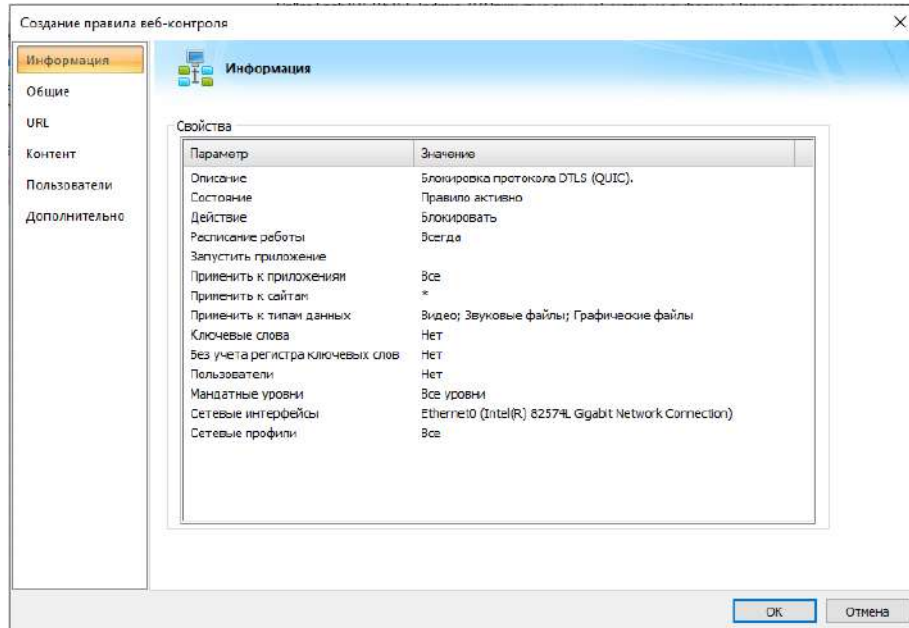 Создание правила веб-контроля
Информация
Общие
URL
Контент
Пользователи
Дополнительно
Информация
Свойства
Параметр Значение
Описание Блокировка протокола DTLS (QUIC).
Состояние Правило активно
Действие Блокировать
Расписание работы Всегда
Запустить приложение
Применить к приложениям Все
Применить к сайтам *
Применить к типам данных Видео; Звуковые файлы; Графические файлы
Ключевые слова Нет
Без учета регистра ключевых слов Нет
Пользователи Нет
Мандатные уровни Все уровни
Сетевые интерфейсы Ethernet0 (Intel(R) 82574L Gigabit Network Connection)
Сетевые профили Все
ОК Отмена